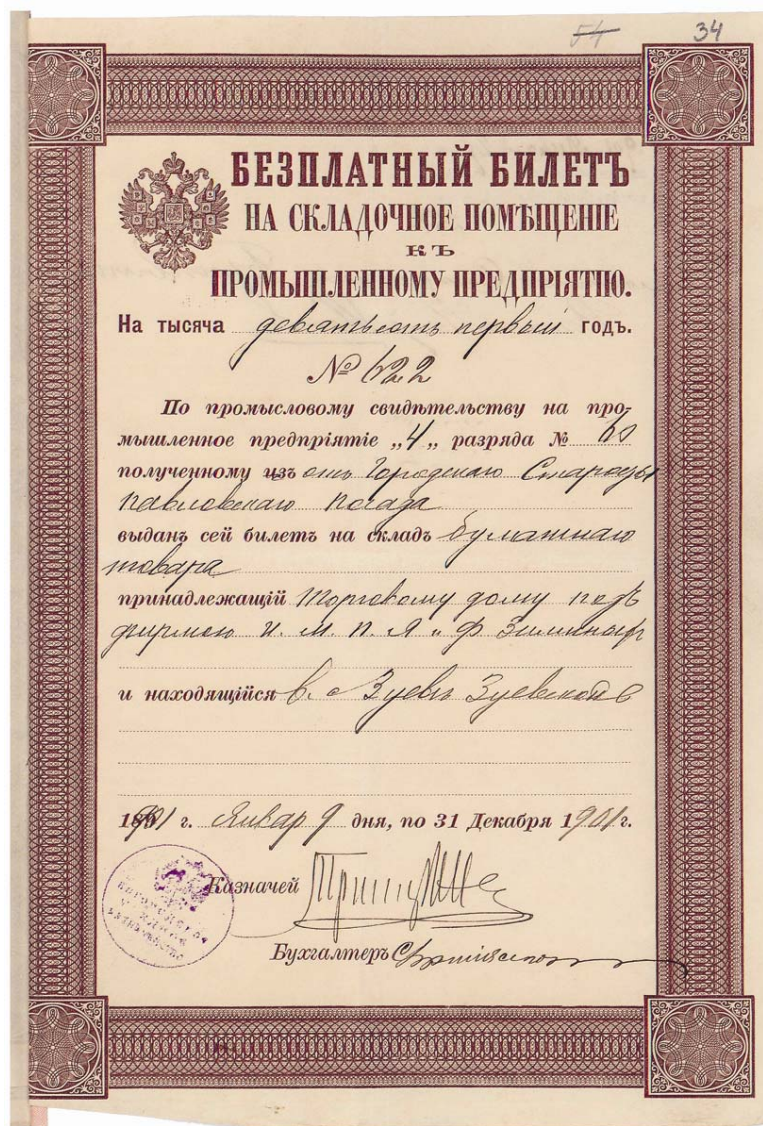 54 34
БЕЗПЛАТНЫЙ БИЛЕТЪ
НА СКЛАДОЧНОЕ ПОМѢЩЕНІЕ
КЪ
ПРОМЫШЛЕННОМУ ПРЕДПРІЯТІЮ.
На тысяча девятьсотъ первый годъ.
№ 622
По промысловому свидѣтельству на про-
мышленное предпріятіе „4„ разряда № 60
полученному изъ отъ Городскаго Старосты
Павловскаго Посада
выданъ сей билетъ на складъ бумажнаго
товара
принадлежащій Торговому дому подъ
фирмою И. М. П. Я. и Ф Зимины
и находящійся в. с Зуевѣ Зуевской в
1901 г. Январ 9 дня, по 31 Декабря 1901 г.
Казначей
Бухгалтеръ